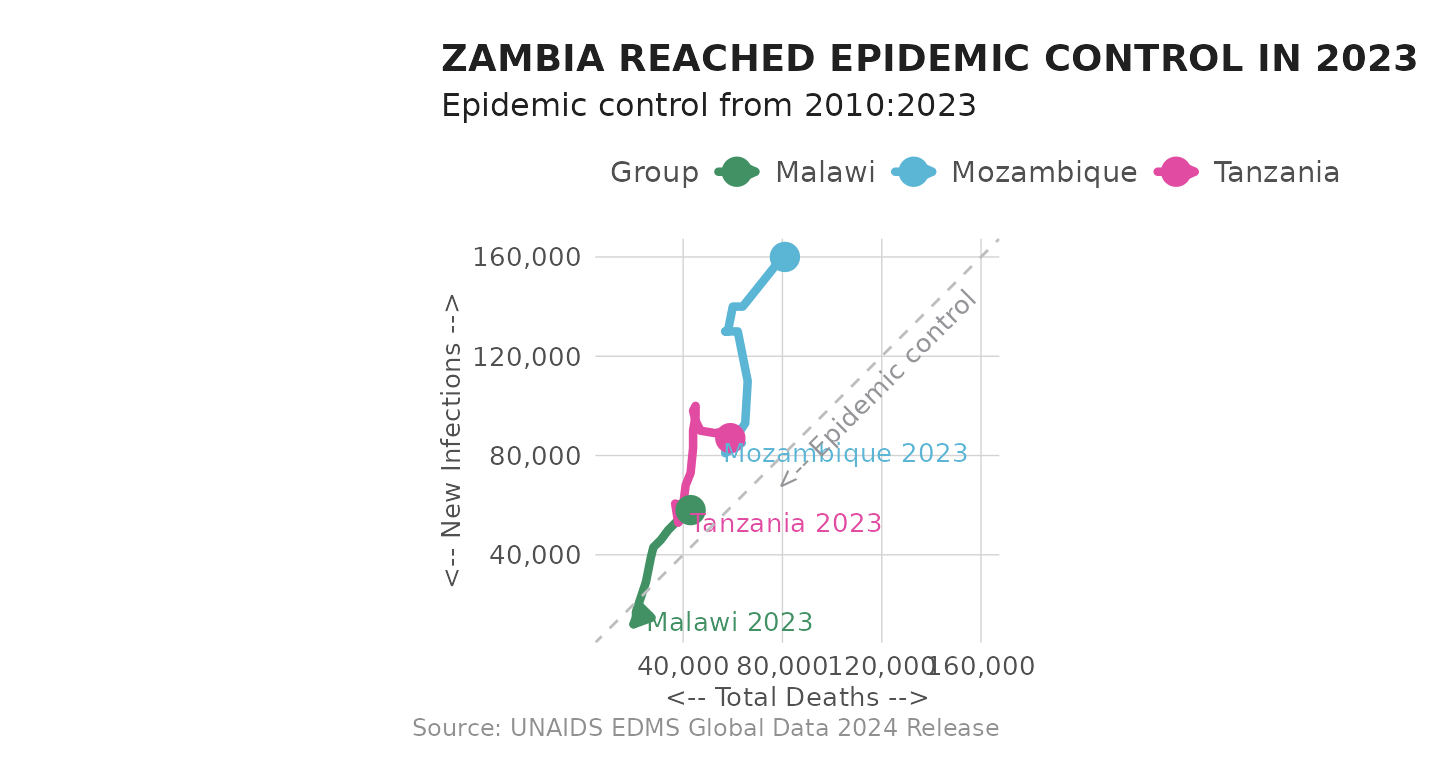 ZAMBIA REACHED EPIDEMIC CONTROL IN 2023
Epidemic control from 2010:2023
Group Malawi Mozambique Tanzania
160,000
120,000
80,000
40,000
<-- New Infections -->
<-- Epidemic control
Mozambique 2023
Tanzania 2023
Malawi 2023
40,000 80,000 120,000 160,000
<-- Total Deaths -->
Source: UNAIDS EDMS Global Data 2024 Release